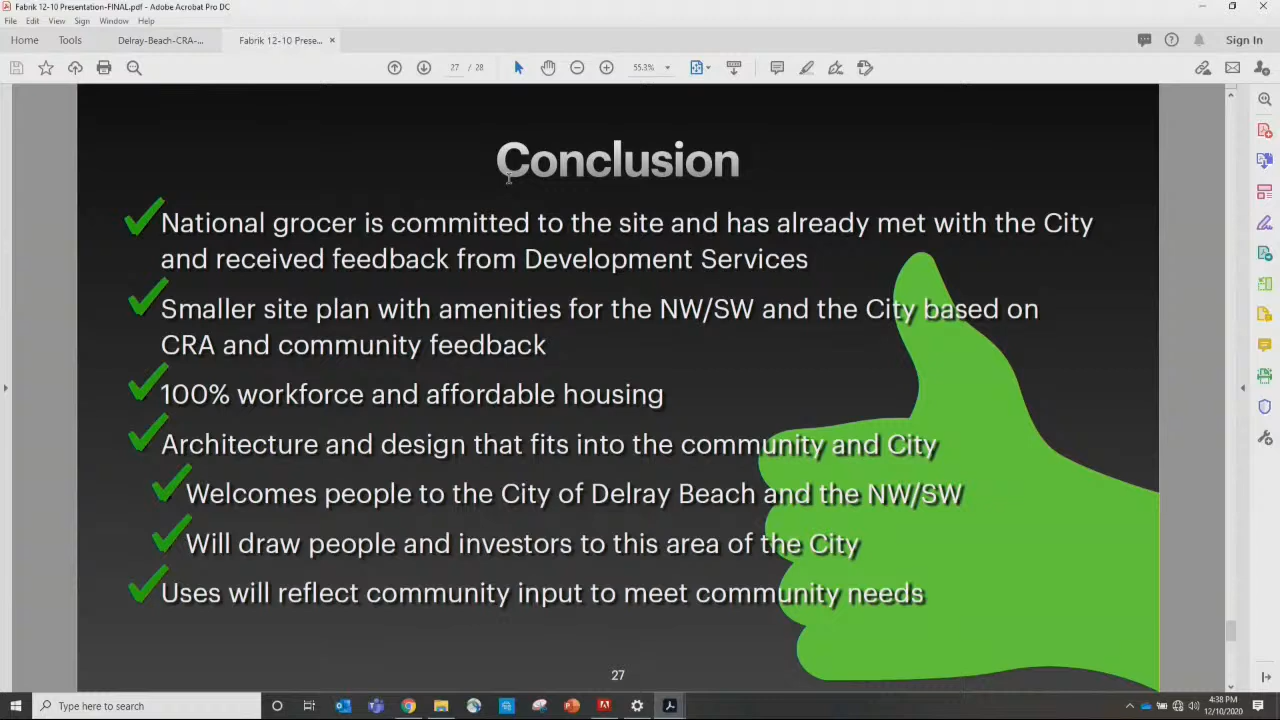 Fabrik 12-10 Presentation-FINAL.pdf - Adobe Acrobat Pro DC
File Edit View Sign Window Help
Home Tools Delray-Beach-CRA-... Fabrik 12-10 Prese... × Sign In
27 / 28 55.3%
Conclusion
National grocer is committed to the site and has already met with the City
and received feedback from Development Services
Smaller site plan with amenities for the NW/SW and the City based on
CRA and community feedback
100% workforce and affordable housing
Architecture and design that fits into the community and City
Welcomes people to the City of Delray Beach and the NW/SW
Will draw people and investors to this area of the City
Uses will reflect community input to meet community needs
27
Type here to search
4:38 PM
12/10/2020